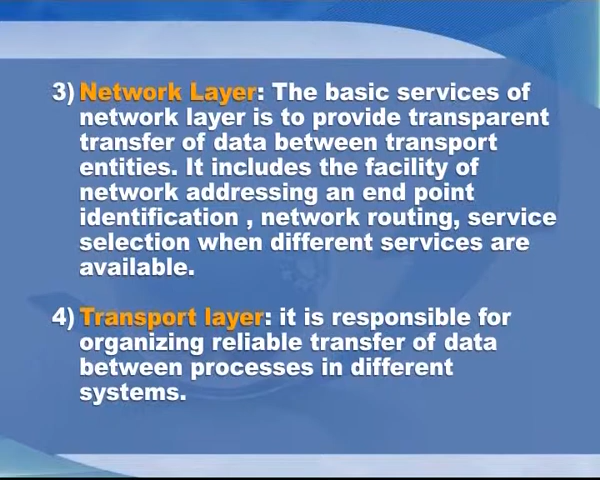 3) Network Layer: The basic services of
network layer is to provide transparent
transfer of data between transport
entities. It includes the facility of
network addressing an end point
identification , network routing, service
selection when different services are
available.
4) Transport layer: it is responsible for
organizing reliable transfer of data
between processes in different
systems.